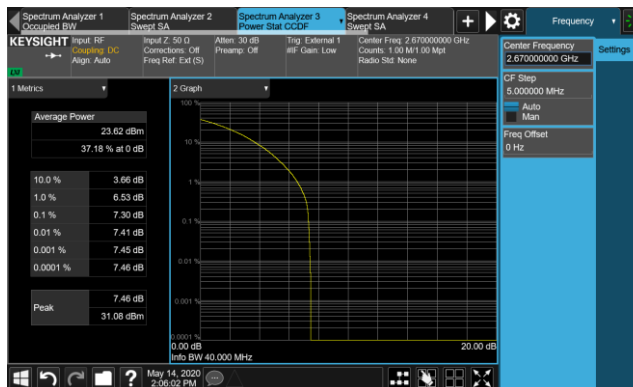 Spectrum Analyzer 1
Occupied BW
Spectrum Analyzer 2
Swept SA
Spectrum Analyzer 3
Power Stat CCDF
Spectrum Analyzer 4
Swept SA
Frequency
KEYSIGHT
Input: RF
Coupling: DC
Align: Auto
Input Z: 50 Ω
Corrections: Off
Freq Ref: Ext (S)
Atten: 30 dB
Preamp: Off
Trig: External 1
#IF Gain: Low
Center Freq: 2.670000000 GHz
Counts: 1.00 M/1.00 Mpt
Radio Std: None
Center Frequency
2.670000000 GHz
Settings
CF Step
5.000000 MHz
Auto
Man
Freq Offset
0 Hz
1 Metrics
Average Power
23.62 dBm
37.18 % at 0 dB
10.0 % 3.66 dB
1.0 % 6.53 dB
0.1 % 7.30 dB
0.01 % 7.41 dB
0.001 % 7.45 dB
0.0001 % 7.46 dB
Peak
7.46 dB
31.08 dBm
2 Graph
100 %
10 %
1 %
0.1 %
0.01 %
0.001 %
0.0001 %
0.00 dB
20.00 dB
Info BW 40.000 MHz
May 14, 2020
2:06:02 PM